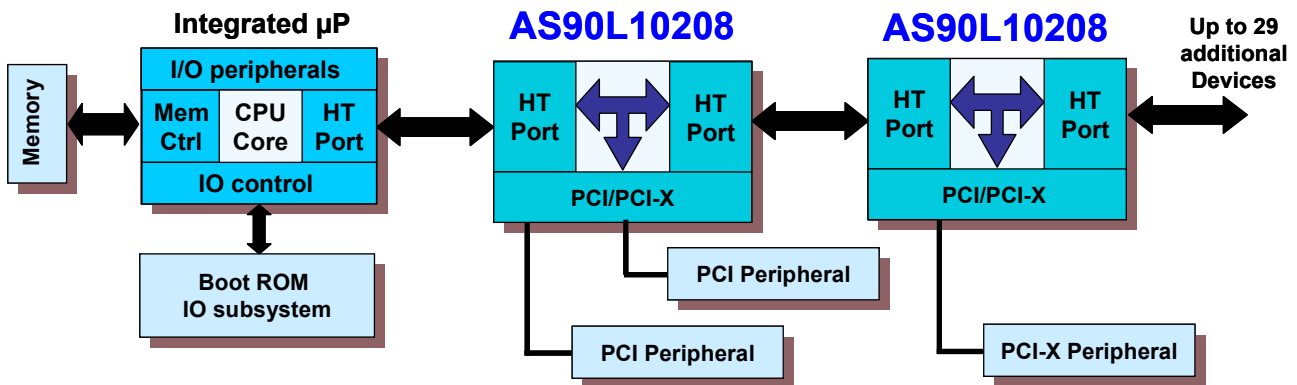 Integrated µP
AS90L10208
AS90L10208
Up to 29
additional
Devices
Memory
I/O peripherals
Mem
Ctrl
CPU
Core
HT
Port
IO control
HT
Port
HT
Port
PCI/PCI-X
HT
Port
HT
Port
PCI/PCI-X
Boot ROM
IO subsystem
PCI Peripheral
PCI Peripheral
PCI-X Peripheral